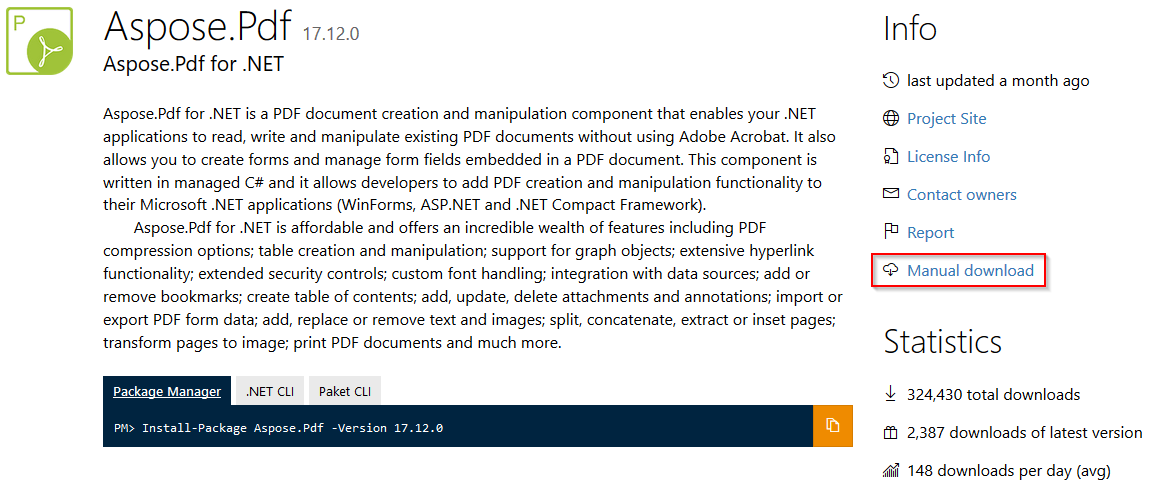 P
Aspose.Pdf 17.12.0
Aspose.Pdf for .NET
Aspose.Pdf for .NET is a PDF document creation and manipulation component that enables your .NET
applications to read, write and manipulate existing PDF documents without using Adobe Acrobat. It also
allows you to create forms and manage form fields embedded in a PDF document. This component is
written in managed C# and it allows developers to add PDF creation and manipulation functionality to
their Microsoft .NET applications (WinForms, ASP.NET and .NET Compact Framework).
Aspose.Pdf for .NET is affordable and offers an incredible wealth of features including PDF
compression options; table creation and manipulation; support for graph objects; extensive hyperlink
functionality; extended security controls; custom font handling; integration with data sources; add or
remove bookmarks; create table of contents; add, update, delete attachments and annotations; import or
export PDF form data; add, replace or remove text and images; split, concatenate, extract or inset pages;
transform pages to image; print PDF documents and much more.
Package Manager .NET CLI Paket CLI
PM> Install-Package Aspose.Pdf -Version 17.12.0
Info
last updated a month ago
Project Site
License Info
Contact owners
Report
Manual download
Statistics
324,430 total downloads
2,387 downloads of latest version
148 downloads per day (avg)